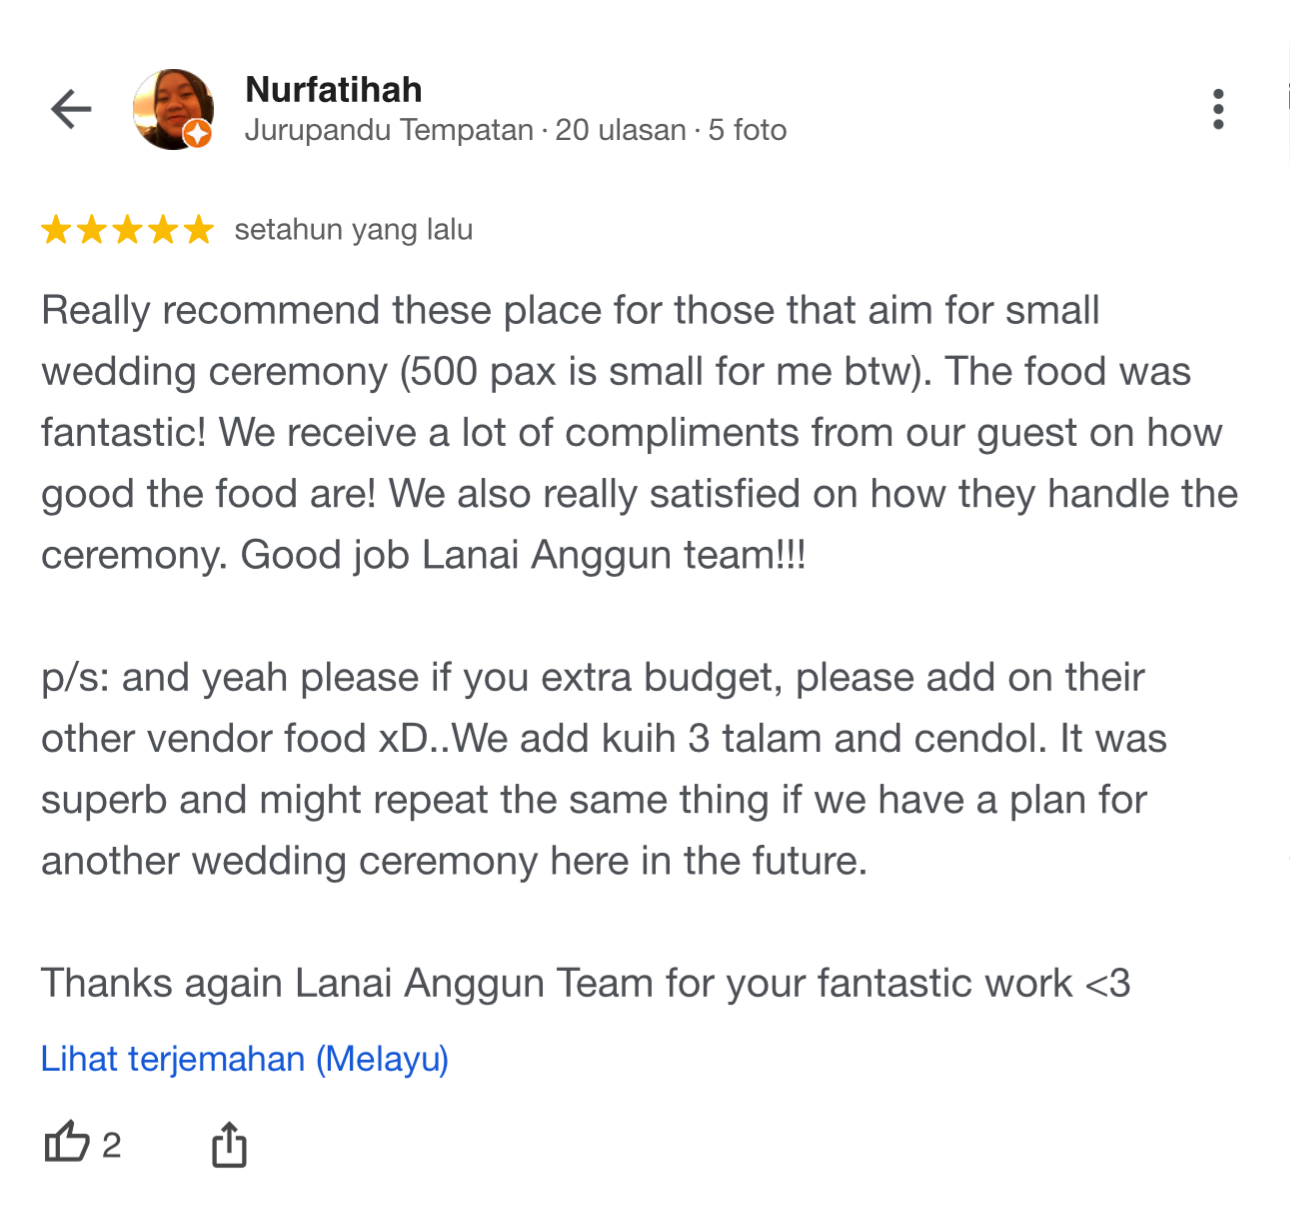 Nurfatihah
Jurupandu Tempatan · 20 ulasan · 5 foto
setahun yang lalu
Really recommend these place for those that aim for small
wedding ceremony (500 pax is small for me btw). The food was
fantastic! We receive a lot of compliments from our guest on how
good the food are! We also really satisfied on how they handle the
ceremony. Good job Lanai Anggun team!!!
p/s: and yeah please if you extra budget, please add on their
other vendor food xD..We add kuih 3 talam and cendol. It was
superb and might repeat the same thing if we have a plan for
another wedding ceremony here in the future.
Thanks again Lanai Anggun Team for your fantastic work <3
Lihat terjemahan (Melayu)
2